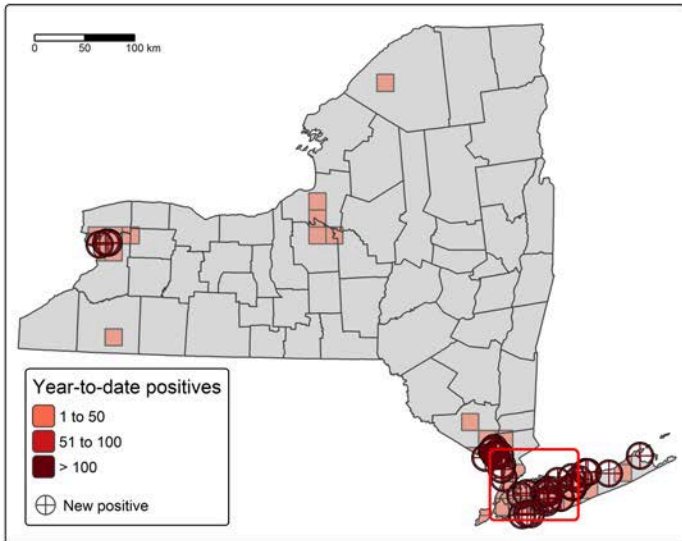 0 50 100 km
Year-to-date positives
1 to 50
51 to 100
> 100
New positive